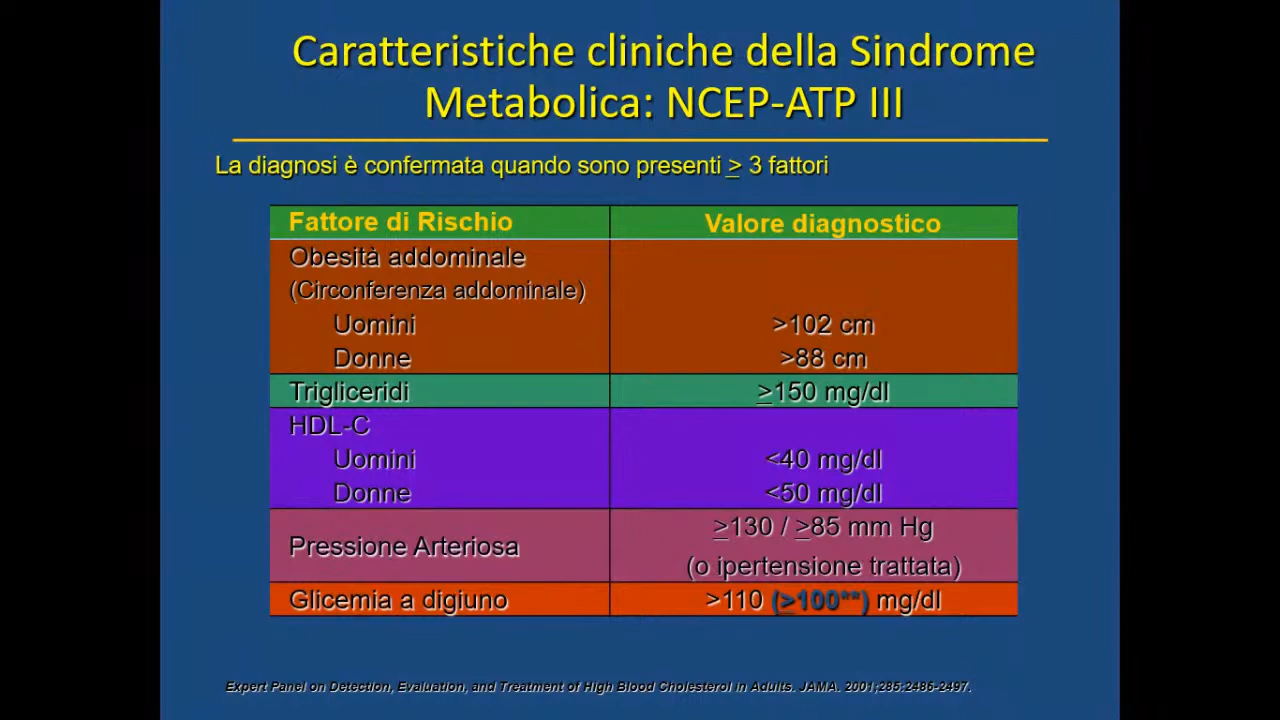 Caratteristiche cliniche della Sindrome
Metabolica: NCEP-ATP III
La diagnosi è confermata quando sono presenti ≥ 3 fattori
Fattore di Rischio Valore diagnostico
Obesità addominale
(Circonferenza addominale)
Uomini >102 cm
Donne >88 cm
Trigliceridi ≥150 mg/dl
HDL-C
Uomini <40 mg/dl
Donne <50 mg/dl
Pressione Arteriosa ≥130 / ≥85 mm Hg
(o ipertensione trattata)
Glicemia a digiuno >110 (≥100**) mg/dl
Expert Panel on Detection, Evaluation, and Treatment of High Blood Cholesterol in Adults. JAMA. 2001;285:2486-2497.